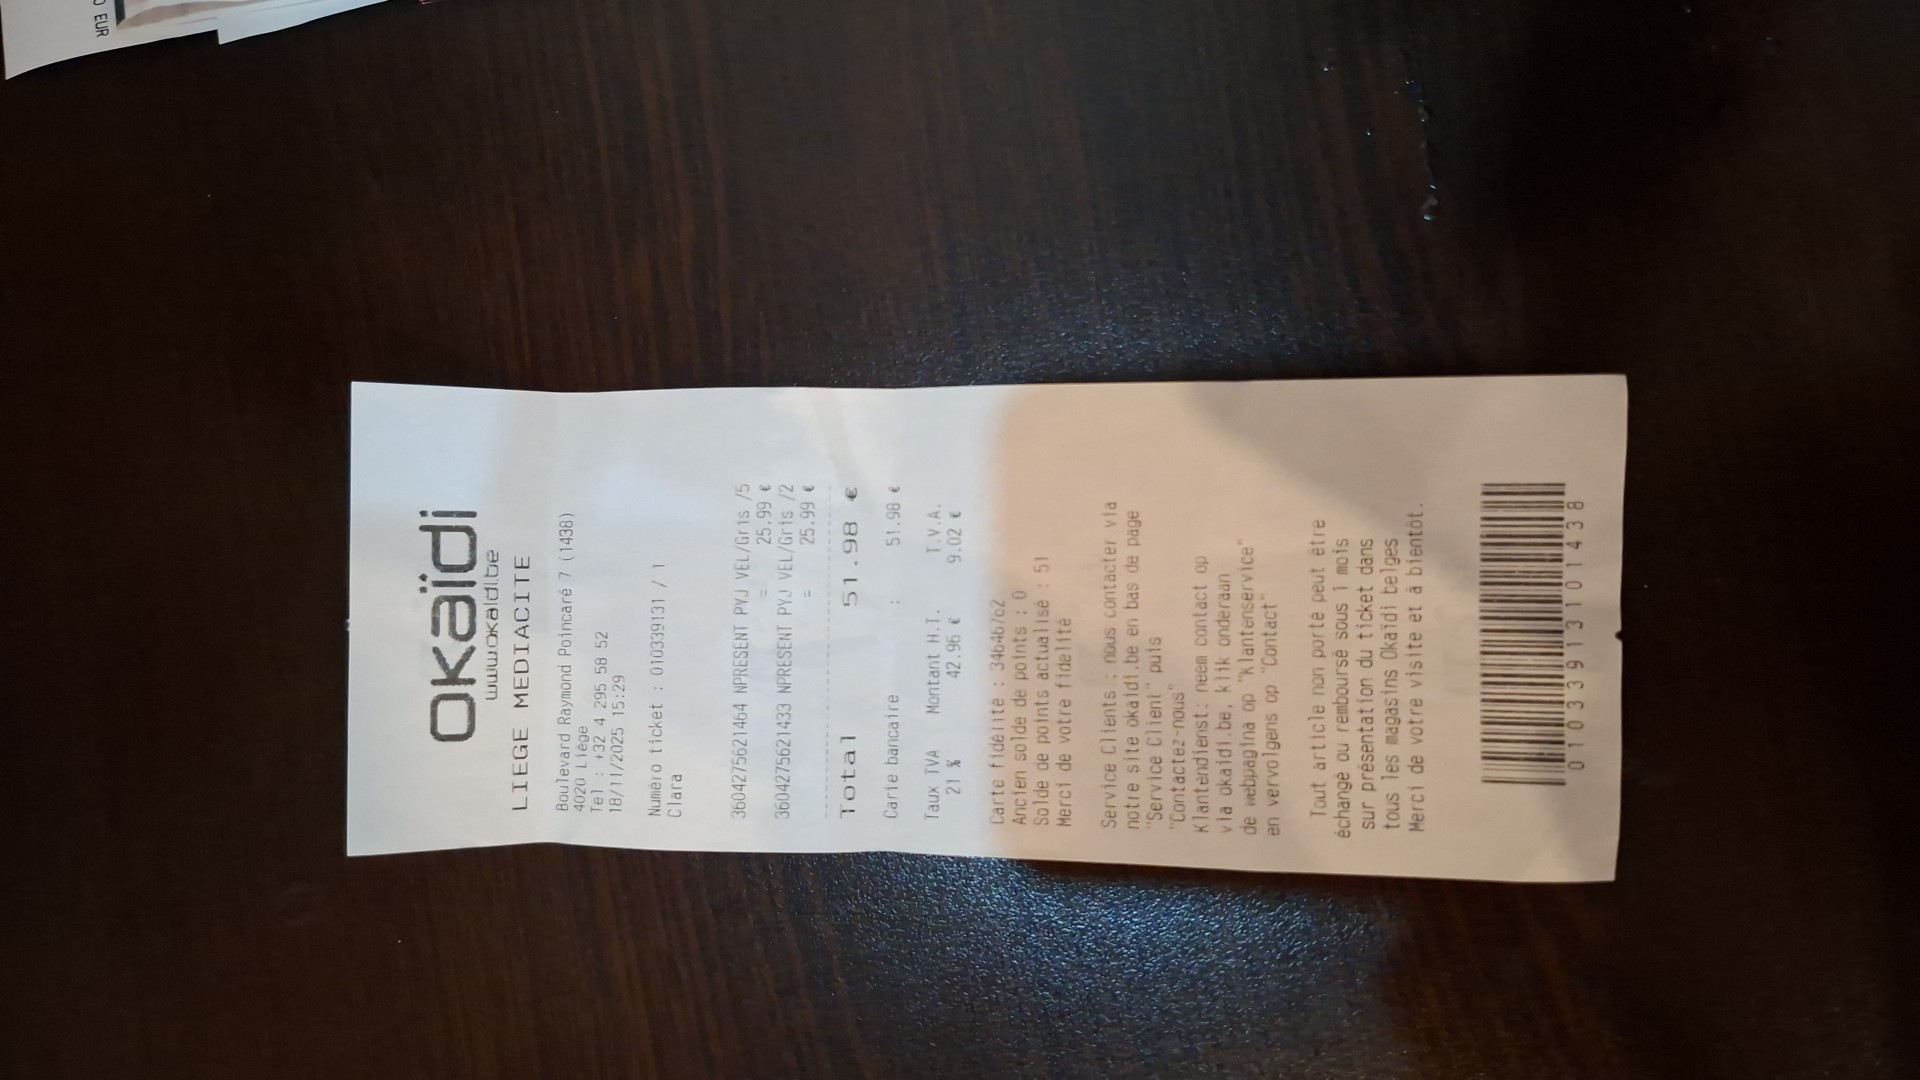 0 EUR
OKaïdi
www.okaidi.be
LIEGE MEDIACITE
Boulevard Raymond Poincaré 7 (1438)
4020 Liège
Tel : +32 4 295 58 52
18/11/2025 15:29
Numéro ticket : 010339131 / 1
Clara
3604275621464 NPRESENT PYJ VEL/Gris /5
= 25.99 €
3604275621433 NPRESENT PYJ VEL/Gris /2
= 25.99 €
Total 51.98 €
Carte bancaire : 51.98 €
Taux TVA Montant H.T. T.V.A.
21 % 42.96 € 9.02 €
Carte fidélité : 3646762
Ancien solde de points : 0
Solde de points actualisé : 51
Merci de votre fidélité
Service Clients : nous contacter via
notre site okaidi.be en bas de page
"Service Client" puis
"Contactez-nous"
Klantendienst: neem contact op
via okaidi.be, klik onderaan
de webpagina op "Klantenservice"
en vervolgens op "Contact"
Tout article non porté peut être
échangé ou remboursé sous 1 mois
sur présentation du ticket dans
tous les magasins Okaïdi belges
Merci de votre visite et à bientôt.
01033913101438